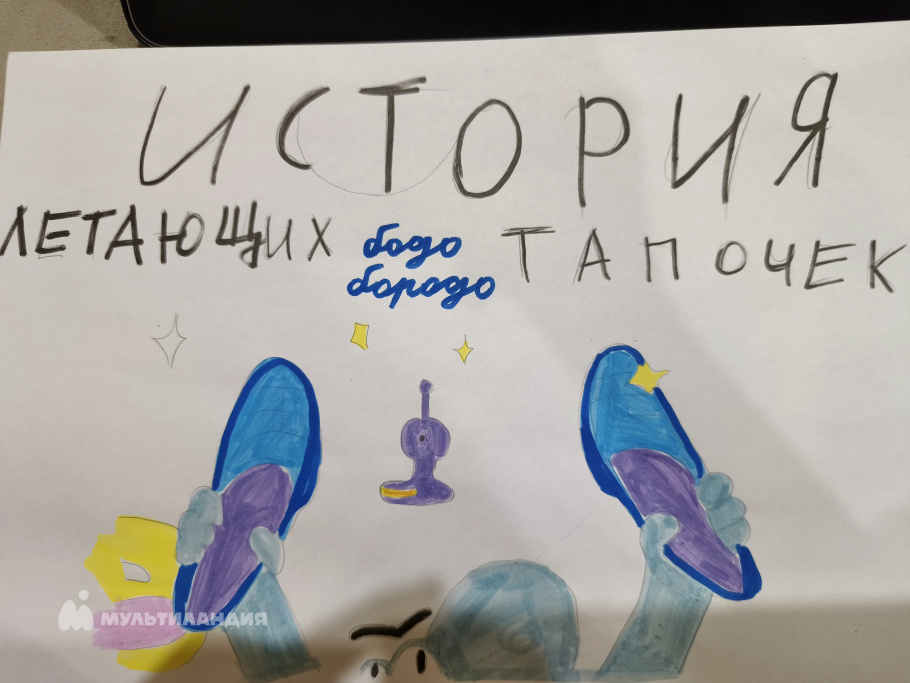 ИСТОРИЯ
ЛЕТАЮЩИХ бодо бородо ТАПОЧЕК
МУЛЬТИЛАНДИЯ